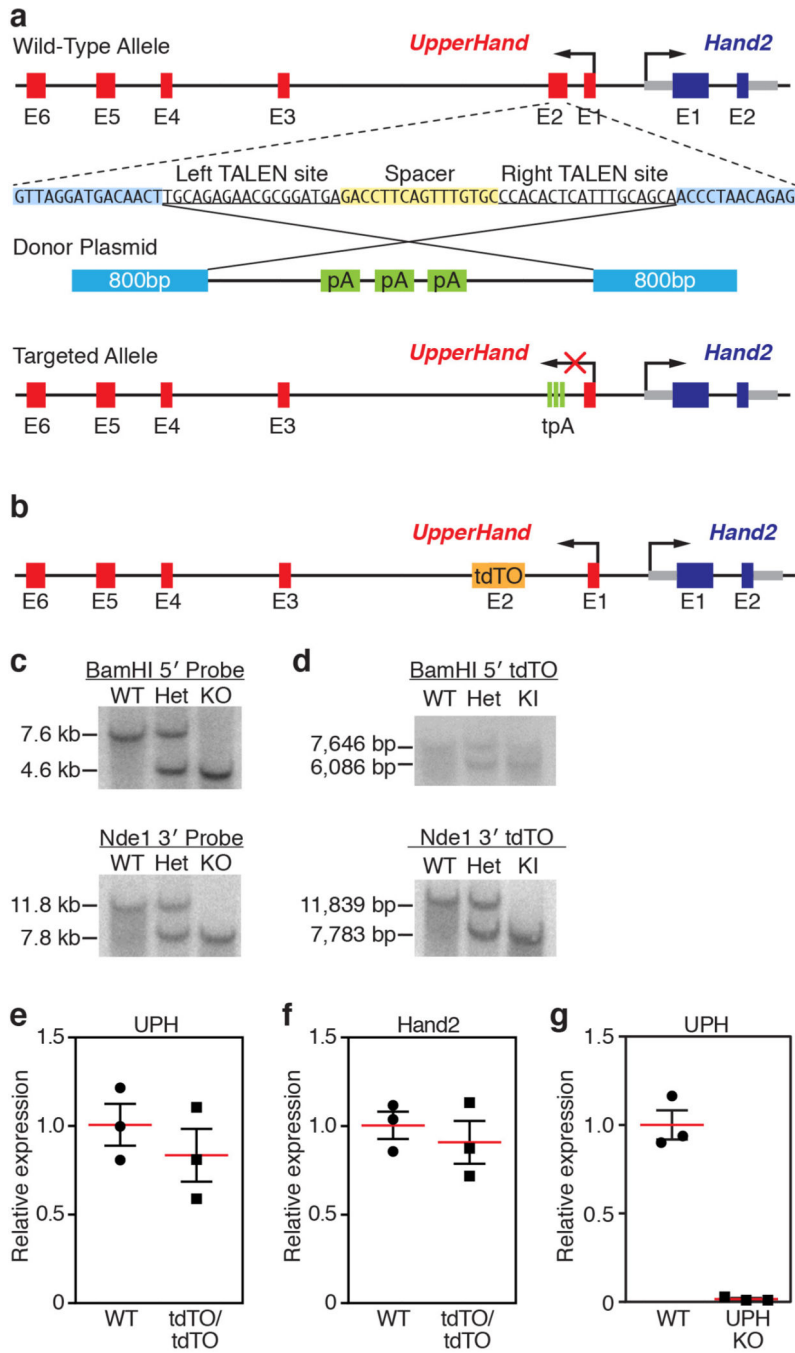 a
Wild-Type Allele
UpperHand
Hand2
E6 E5 E4 E3 E2 E1 E1 E2
Left TALEN site Spacer Right TALEN site
GTTAGGATGACAACTTGCAGAGAACGCGGATGAGACCTTCAGTTTGTGCCCACACTCATTTGCAGCAACCCTAACAGAG
Donor Plasmid
800bp pA pA pA 800bp
Targeted Allele
UpperHand
Hand2
E6 E5 E4 E3 tpA
b
UpperHand
Hand2
tdTO
E6 E5 E4 E3 E2 E1 E1 E2
c
BamHI 5′ Probe
WT Het KO
7.6 kb
4.6 kb
Nde1 3′ Probe
WT Het KO
11.8 kb
7.8 kb
d
BamHI 5′ tdTO
WT Het KI
7,646 bp
6,086 bp
Nde1 3′ tdTO
WT Het KI
11,839 bp
7,783 bp
e
UPH
Relative expression
1.5
1.0
0.5
0
WT tdTO/
tdTO
f
Hand2
Relative expression
1.5
1.0
0.5
0
WT tdTO/
tdTO
g
UPH
Relative expression
1.5
1.0
0.5
0
WT UPH
KO